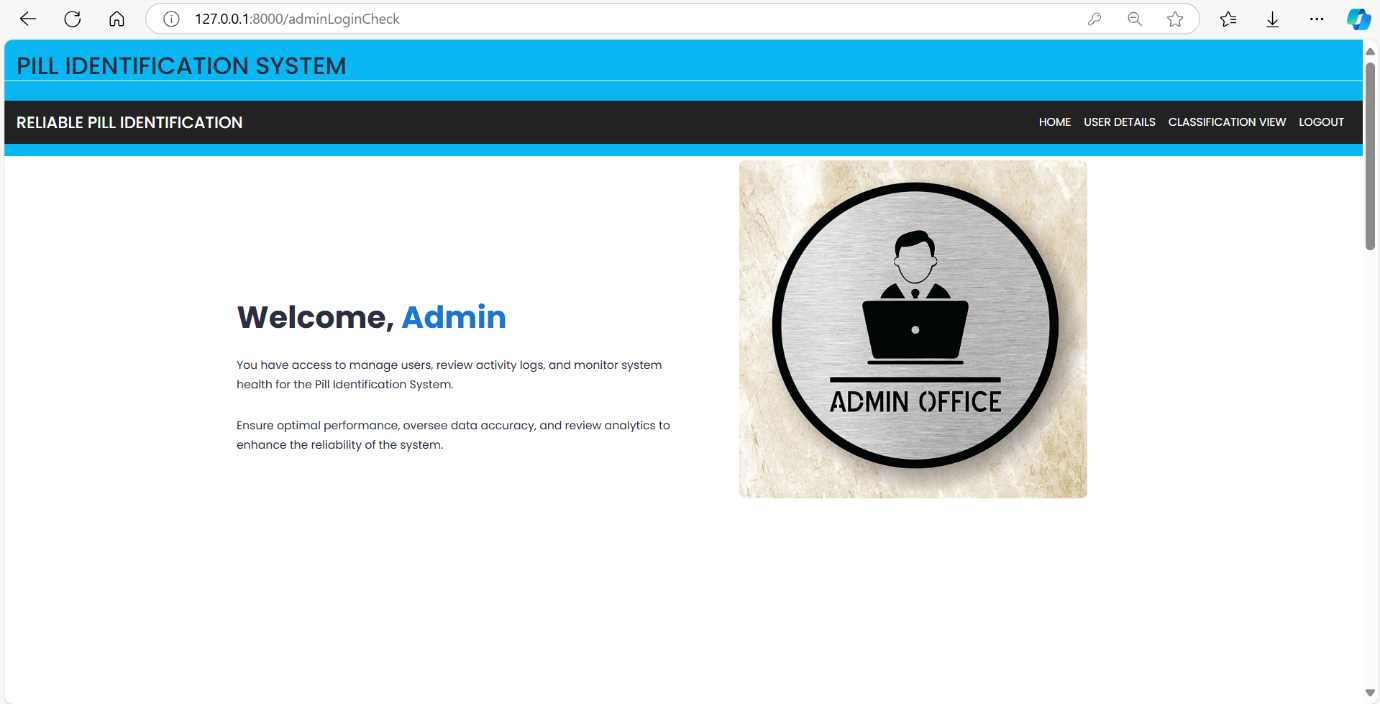 127.0.0.1:8000/adminLoginCheck
PILL IDENTIFICATION SYSTEM
RELIABLE PILL IDENTIFICATION
HOME USER DETAILS CLASSIFICATION VIEW LOGOUT
Welcome, Admin
You have access to manage users, review activity logs, and monitor system
health for the Pill Identification System.
Ensure optimal performance, oversee data accuracy, and review analytics to
enhance the reliability of the system.
ADMIN OFFICE